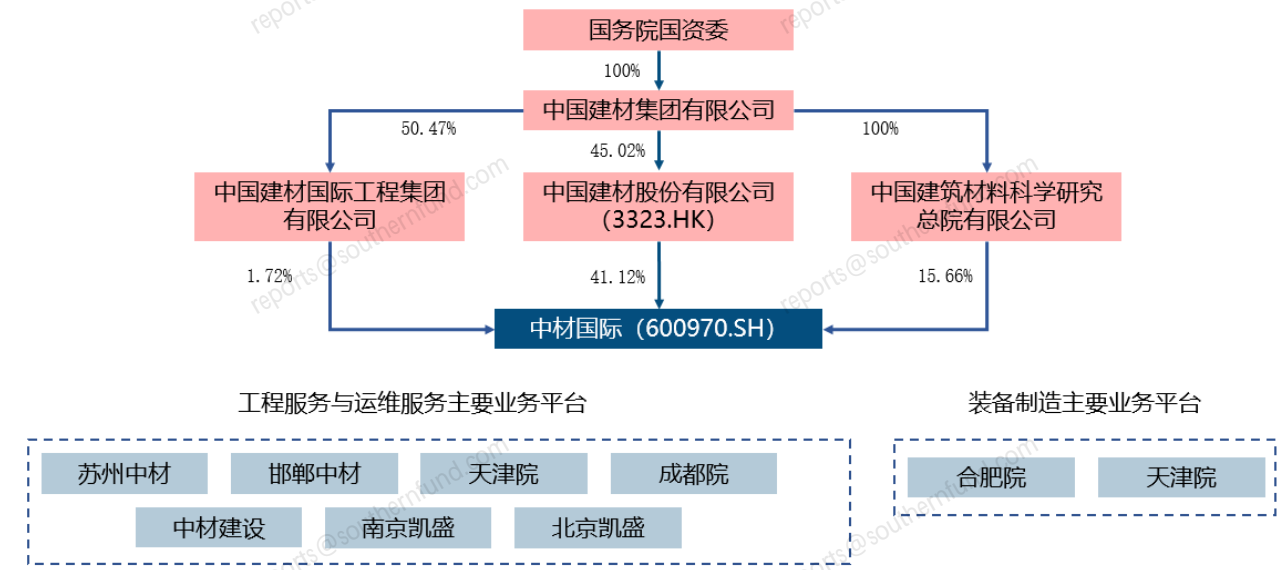 国务院国资委
100%
中国建材集团有限公司
50.47%
45.02%
100%
中国建材国际工程集团
有限公司
中国建材股份有限公司
（3323.HK）
中国建筑材料科学研究
总院有限公司
1.72%
41.12%
15.66%
中材国际（600970.SH）
工程服务与运维服务主要业务平台
装备制造主要业务平台
苏州中材
邯郸中材
天津院
成都院
合肥院
天津院
中材建设
南京凯盛
北京凯盛
reports@southernfund.com
reports@southernfund.com